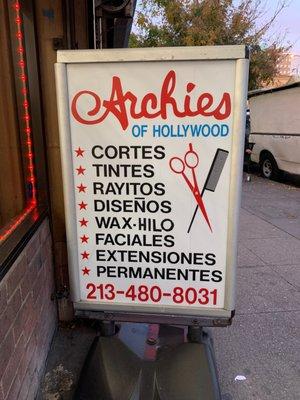 Archies
OF HOLLYWOOD
★ CORTES
★ TINTES
★ RAYITOS
★ DISEÑOS
★ WAX-HILO
★ FACIALES
★ EXTENSIONES
★ PERMANENTES
213-480-8031